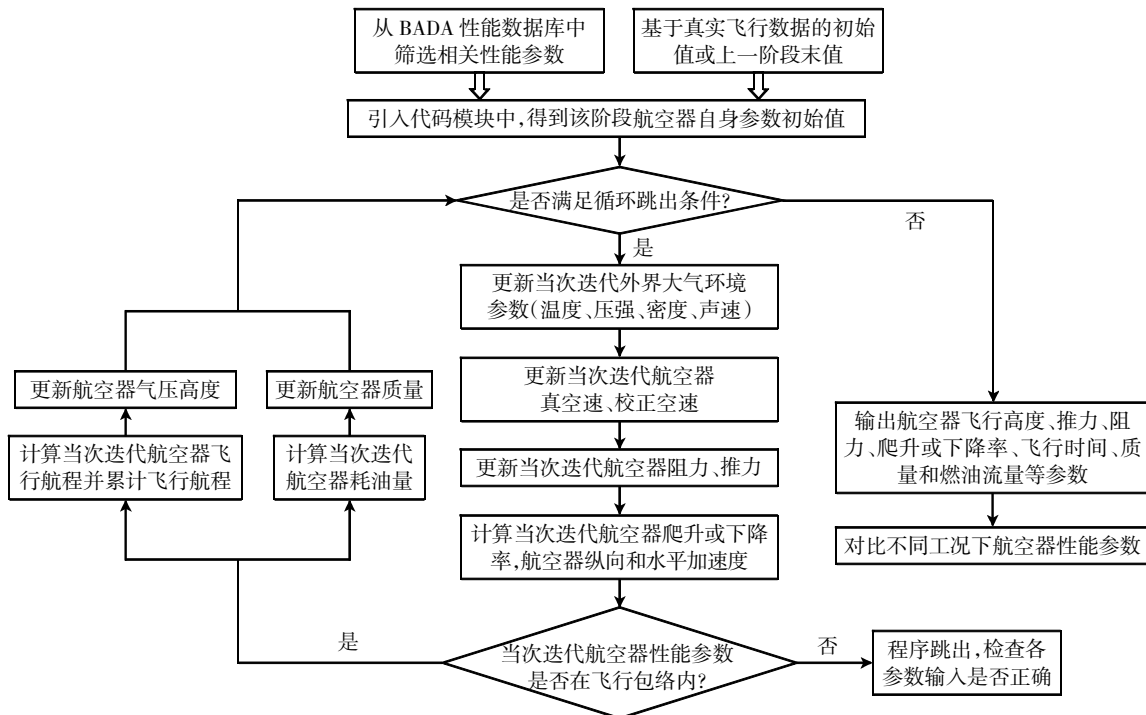 从 BADA 性能数据库中
筛选相关性能参数
基于真实飞行数据的初始
值或上一阶段末值
引入代码模块中,得到该阶段航空器自身参数初始值
是否满足循环跳出条件?
否
是
更新当次迭代外界大气环境
参数(温度、压强、密度、声速)
更新航空器气压高度
更新航空器质量
更新当次迭代航空器
真空速、校正空速
计算当次迭代航空器飞
行航程并累计飞行航程
计算当次迭代
航空器耗油量
更新当次迭代航空器阻力、推力
输出航空器飞行高度、推力、阻
力、爬升或下降率、飞行时间、质
量和燃油流量等参数
计算当次迭代航空器爬升或下降
率,航空器纵向和水平加速度
对比不同工况下航空器性能参数
是
当次迭代航空器性能参数
是否在飞行包络内?
否
程序跳出,检查各
参数输入是否正确